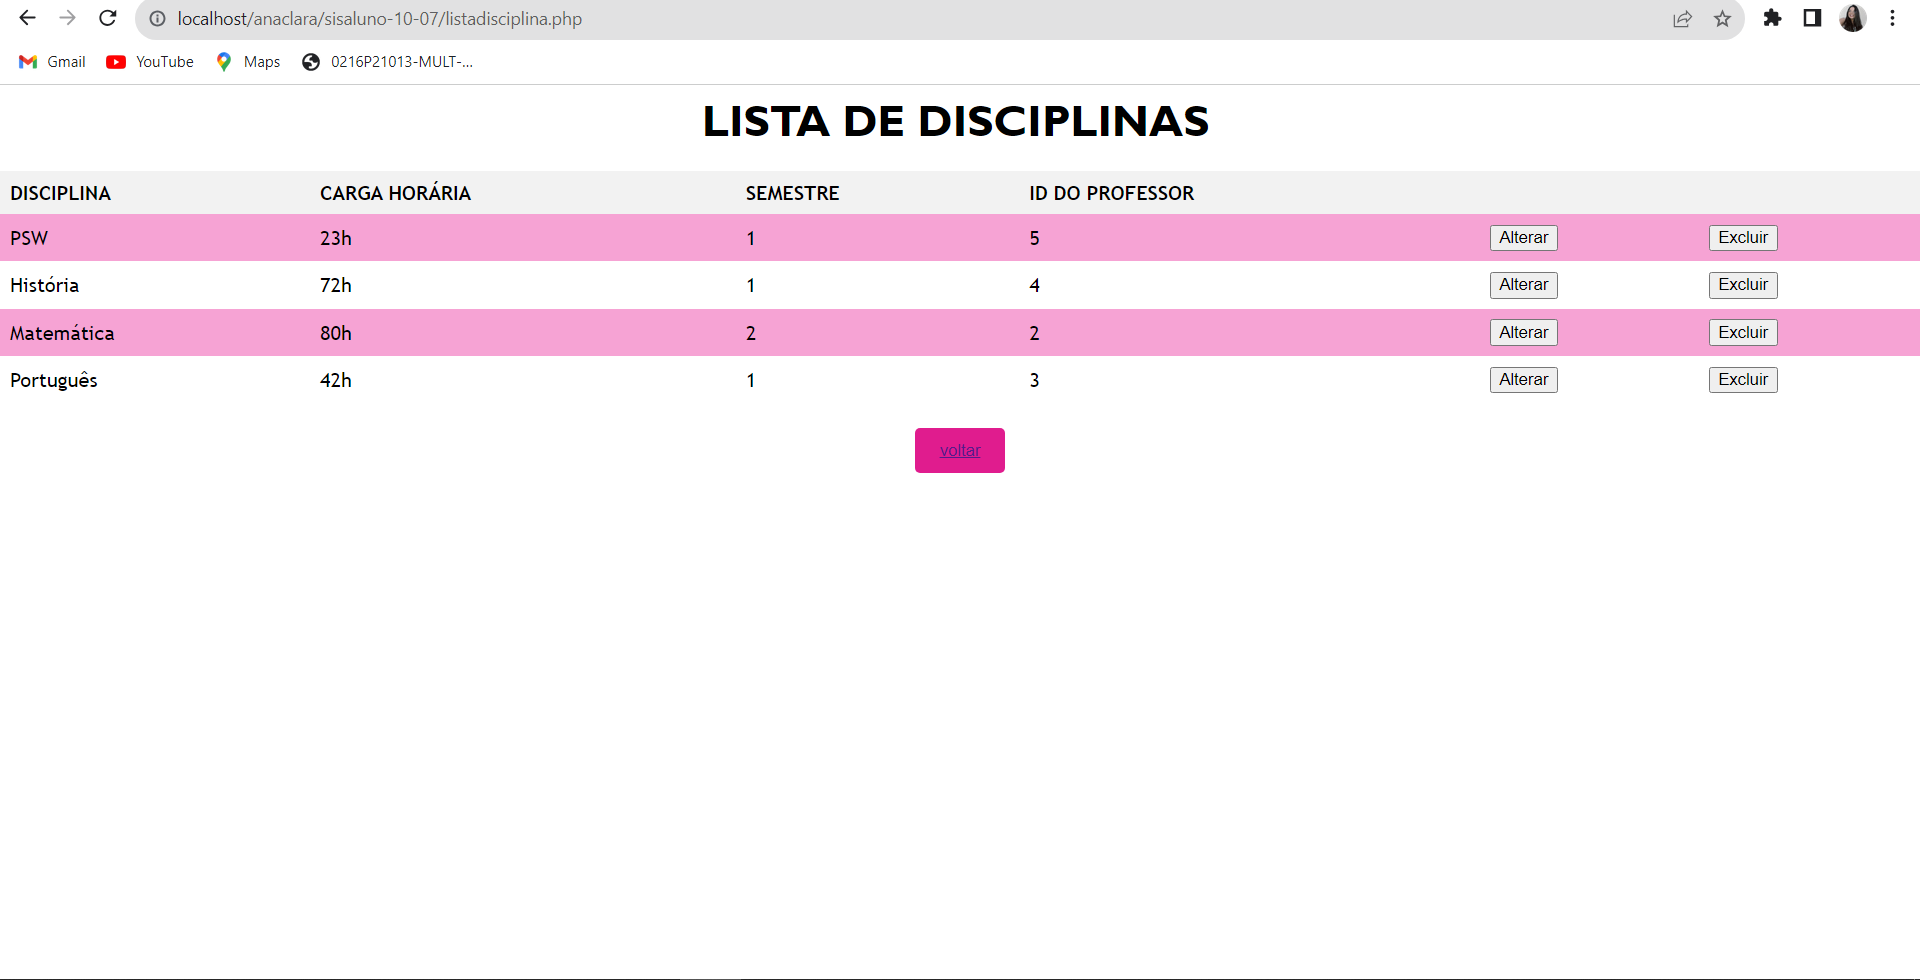 localhost/anaclara/sisaluno-10-07/listadisciplina.php
Gmail YouTube Maps 0216P21013-MULT-...
LISTA DE DISCIPLINAS
DISCIPLINA CARGA HORÁRIA SEMESTRE ID DO PROFESSOR
PSW 23h 1 5 Alterar Excluir
História 72h 1 4 Alterar Excluir
Matemática 80h 2 2 Alterar Excluir
Português 42h 1 3 Alterar Excluir
voltar